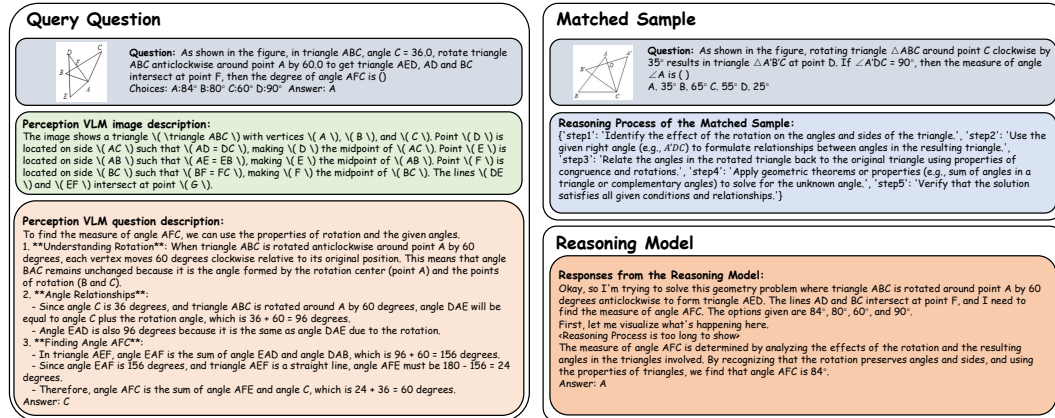 Query Question
D
C
F
B
A
E
Question: As shown in the figure, in triangle ABC, angle C = 36.0, rotate triangle
ABC anticlockwise around point A by 60.0 to get triangle AED, AD and BC
intersect at point F, then the degree of angle AFC is ()
Choices: A:84° B:80° C:60° D:90° Answer: A
Perception VLM image description:
The image shows a triangle \( \triangle ABC \) with vertices \( A \), \( B \), and \( C \). Point \( D \) is
located on side \( AC \) such that \( AD = DC \), making \( D \) the midpoint of \( AC \). Point \( E \) is
located on side \( AB \) such that \( AE = EB \), making \( E \) the midpoint of \( AB \). Point \( F \) is
located on side \( BC \) such that \( BF = FC \), making \( F \) the midpoint of \( BC \). The lines \( DE
\) and \( EF \) intersect at point \( G \).
Perception VLM question description:
To find the measure of angle AFC, we can use the properties of rotation and the given angles.
1. **Understanding Rotation**: When triangle ABC is rotated anticlockwise around point A by 60
degrees, each vertex moves 60 degrees clockwise relative to its original position. This means that angle
BAC remains unchanged because it is the angle formed by the rotation center (point A) and the points
of rotation (B and C).
2. **Angle Relationships**:
- Since angle C is 36 degrees, and triangle ABC is rotated around A by 60 degrees, angle DAE will be
equal to angle C plus the rotation angle, which is 36 + 60 = 96 degrees.
- Angle EAD is also 96 degrees because it is the same as angle DAE due to the rotation.
3. **Finding Angle AFC**:
- In triangle AEF, angle EAF is the sum of angle EAD and angle DAB, which is 96 + 60 = 156 degrees.
- Since angle EAF is 156 degrees, and triangle AEF is a straight line, angle AFE must be 180 - 156 = 24
degrees.
- Therefore, angle AFC is the sum of angle AFE and angle C, which is 24 + 36 = 60 degrees.
Answer: C
Matched Sample
A
A'
B'
D
B
C
Question: As shown in the figure, rotating triangle △ABC around point C clockwise by
35° results in triangle △A'B'C at point D. If ∠A'DC = 90°, then the measure of angle
∠A is ( )
A. 35° B. 65° C. 55° D. 25°
Reasoning Process of the Matched Sample:
{'step1': 'Identify the effect of the rotation on the angles and sides of the triangle.', 'step2': 'Use the
given right angle (e.g., A'DC) to formulate relationships between angles in the resulting triangle.',
'step3': 'Relate the angles in the rotated triangle back to the original triangle using properties of
congruence and rotations.', 'step4': 'Apply geometric theorems or properties (e.g., sum of angles in a
triangle or complementary angles) to solve for the unknown angle.', 'step5': 'Verify that the solution
satisfies all given conditions and relationships.'}
Reasoning Model
Responses from the Reasoning Model:
Okay, so I'm trying to solve this geometry problem where triangle ABC is rotated around point A by 60
degrees anticlockwise to form triangle AED. The lines AD and BC intersect at point F, and I need to
find the measure of angle AFC. The options given are 84°, 80°, 60°, and 90°.
First, let me visualize what's happening here.
<Reasoning Process is too long to show>
The measure of angle AFC is determined by analyzing the effects of the rotation and the resulting
angles in the triangles involved. By recognizing that the rotation preserves angles and sides, and using
the properties of triangles, we find that angle AFC is 84°.
Answer: A